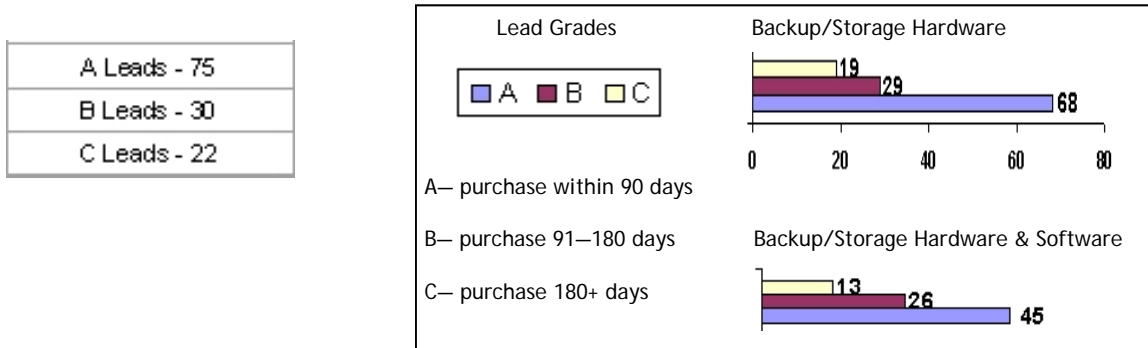 A Leads - 75
B Leads - 30
C Leads - 22
Lead Grades
A B C
A— purchase within 90 days
B— purchase 91—180 days
C— purchase 180+ days
Backup/Storage Hardware
19
29
68
0 20 40 60 80
Backup/Storage Hardware & Software
13
26
45